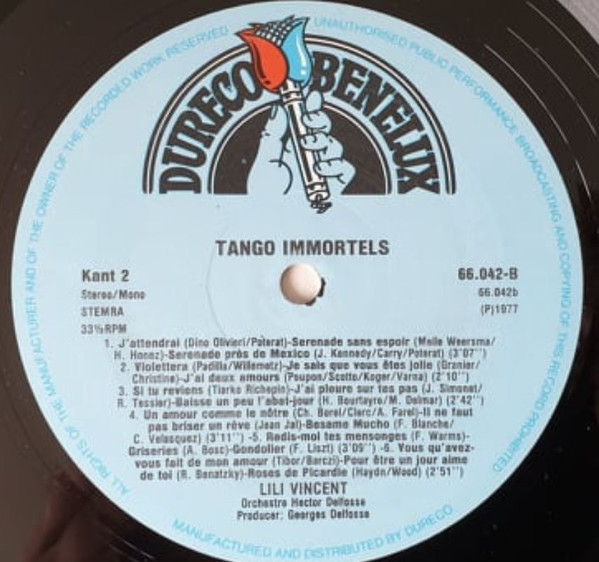 ALL RIGHTS OF THE MANUFACTURER AND OF THE OWNER OF THE RECORDED WORK RESERVED
UNAUTHORISED PUBLIC PERFORMANCE BROADCASTING AND COPYING OF THIS RECORD PROHIBITED
DURECO BENELUX
TANGO IMMORTELS
Kant 2 66.042-B
Stereo/Mono 66.042b
STEMRA (P)1977
33⅓RPM
1. J'attendrai (Dino Olivieri/Poterat)-Serenade sans espoir (Melle Weersma/
H. Honez)-Serenade près de Mexico (J. Kennedy/Carry/Poterat) (3'07'')
2. Violettera (Padilla/Willemetz)-Je sais que vous êtes jolie (Granier/
Christine)-J'ai deux amours (Poupon/Scotto/Koger/Varna) (2'10'')
3. Si tu reviens (Tiarko Richepin)-J'ai pleure sur tes pas (J. Simonat/
R. Tessier)-Baisse un peu l'abat-jour (H. Bourtayre/M. Delmar) (2'42'')
4. Un amour comme le nôtre (Ch. Borel/Clerc/A. Farel)-Il ne faut
pas briser un rêve (Jean Jal)-Besame Mucho (F. Blanche/
C. Velasquez) (3'11'') -5. Redis-moi tes mensonges (F. Warms)-
Griseries (A. Bosc)-Gondolier (F. Liszt) (3'09'') -6. Vous qu'avez-
vous fait de mon amour (Tibor/Barczi)-Pour être un jour aime
de toi (R. Benatzky)-Roses de Picardie (Haydn/Wood) (2'51'')
LILI VINCENT
Orchestre Hector Delfosse
Producer: Georges Delfosse
MANUFACTURED AND DISTRIBUTED BY DURECO